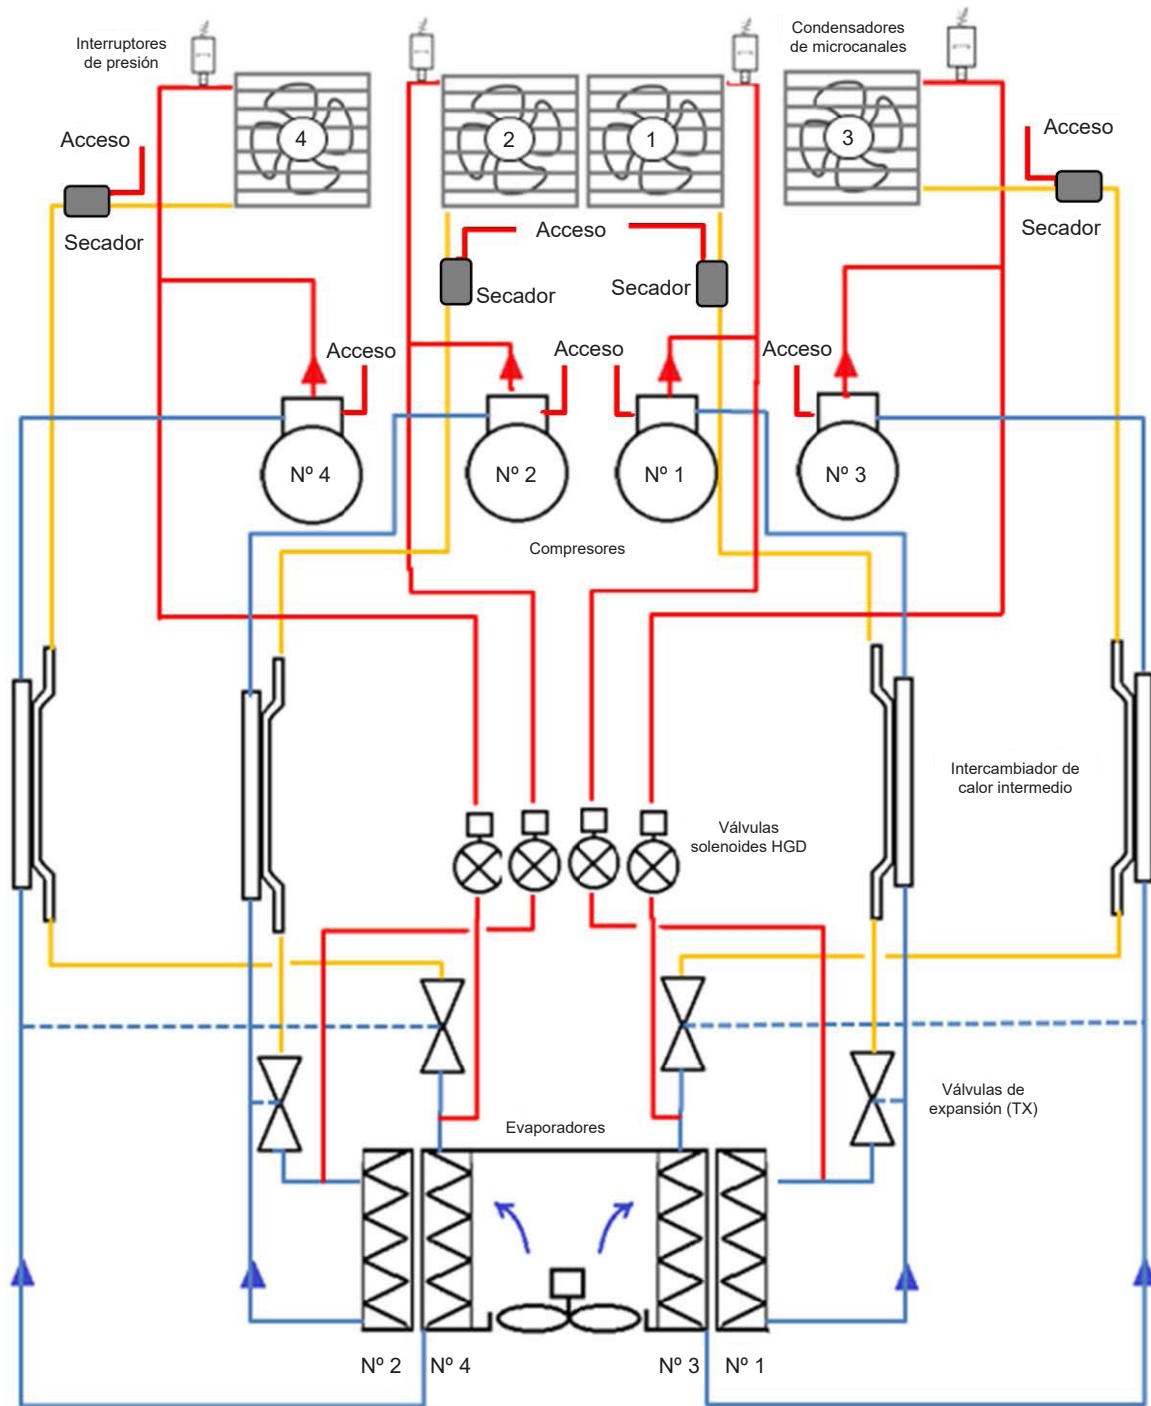 Interruptores
de presión
Condensadores
de microcanales
4
2
1
3
Acceso
Acceso
Secador
Acceso
Secador
Secador
Secador
Acceso
Acceso
Acceso
Nº 4
Nº 2
Nº 1
Nº 3
Compresores
Intercambiador de
calor intermedio
Válvulas
solenoides HGD
Válvulas de
expansión (TX)
Evaporadores
Nº 2
Nº 4
Nº 3
Nº 1